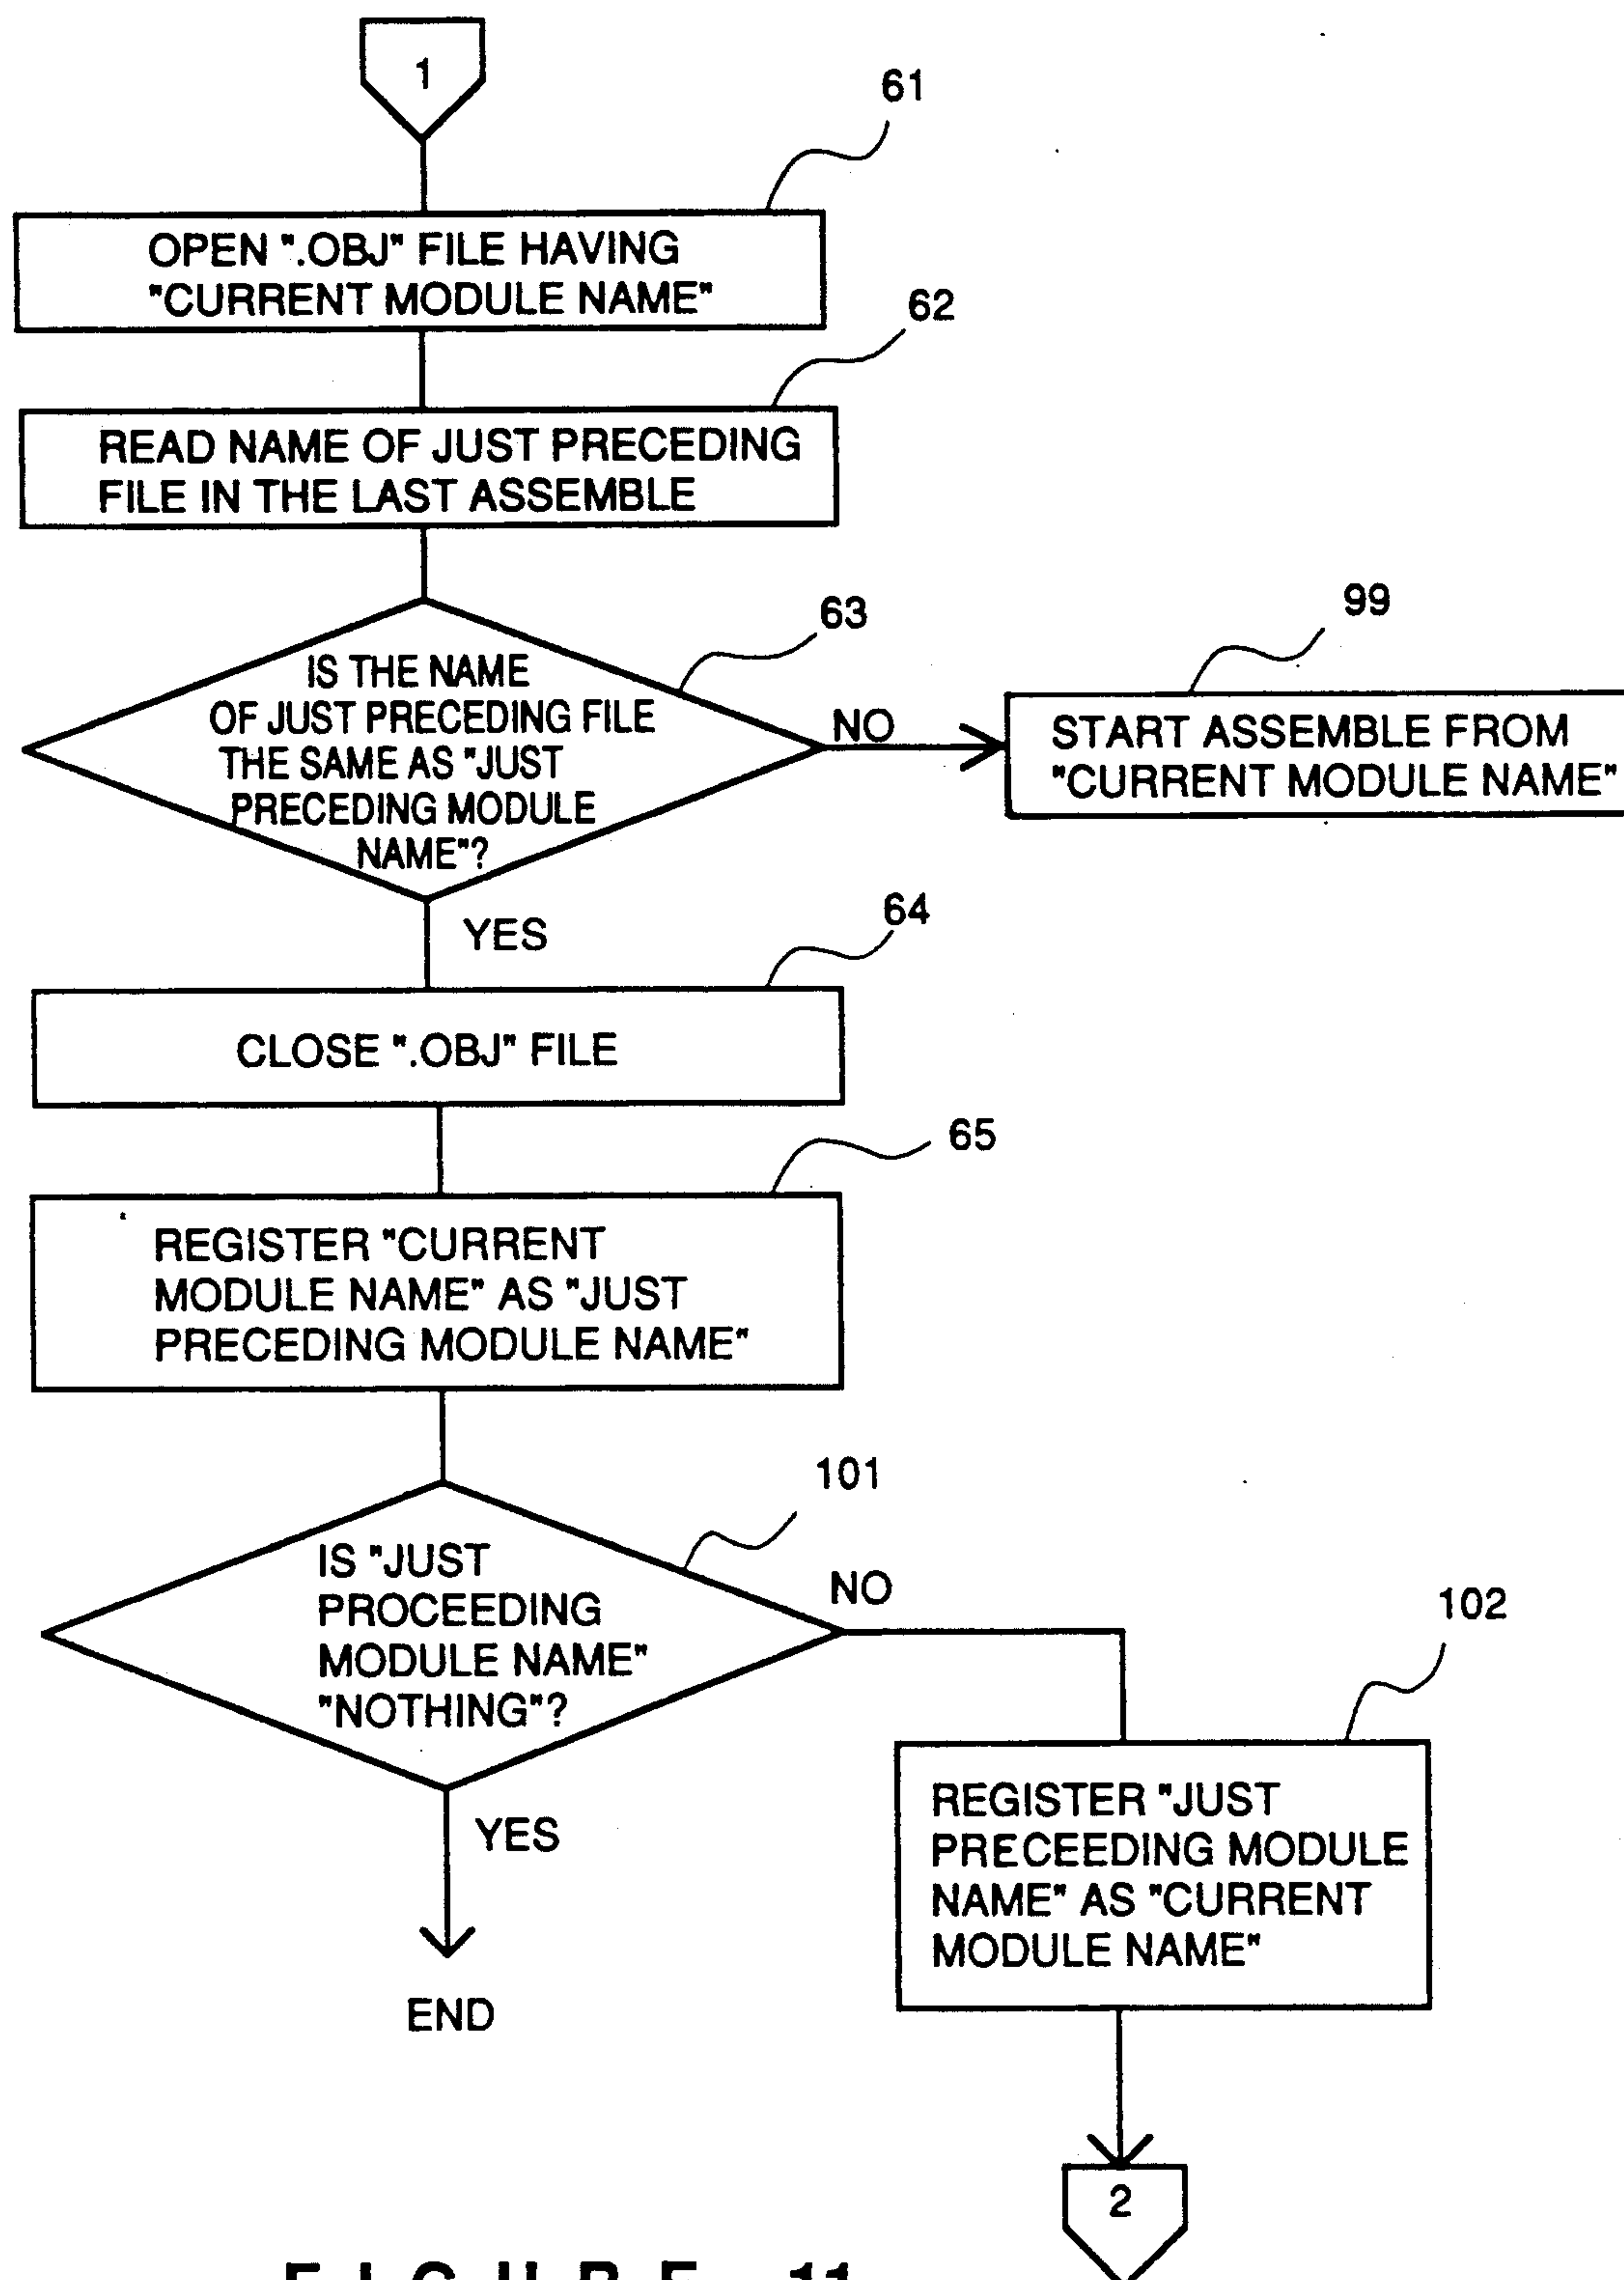 1
61
OPEN ".OBJ" FILE HAVING
"CURRENT MODULE NAME"
62
READ NAME OF JUST PRECEDING
FILE IN THE LAST ASSEMBLE
63
IS THE NAME
OF JUST PRECEDING FILE
THE SAME AS "JUST
PRECEDING MODULE
NAME"?
NO
99
START ASSEMBLE FROM
"CURRENT MODULE NAME"
YES
64
CLOSE ".OBJ" FILE
65
REGISTER "CURRENT
MODULE NAME" AS "JUST
PRECEDING MODULE NAME"
101
IS "JUST
PROCEEDING
MODULE NAME"
"NOTHING"?
NO
102
REGISTER "JUST
PRECEEDING MODULE
NAME" AS "CURRENT
MODULE NAME"
YES
END
2
FIGURE 11